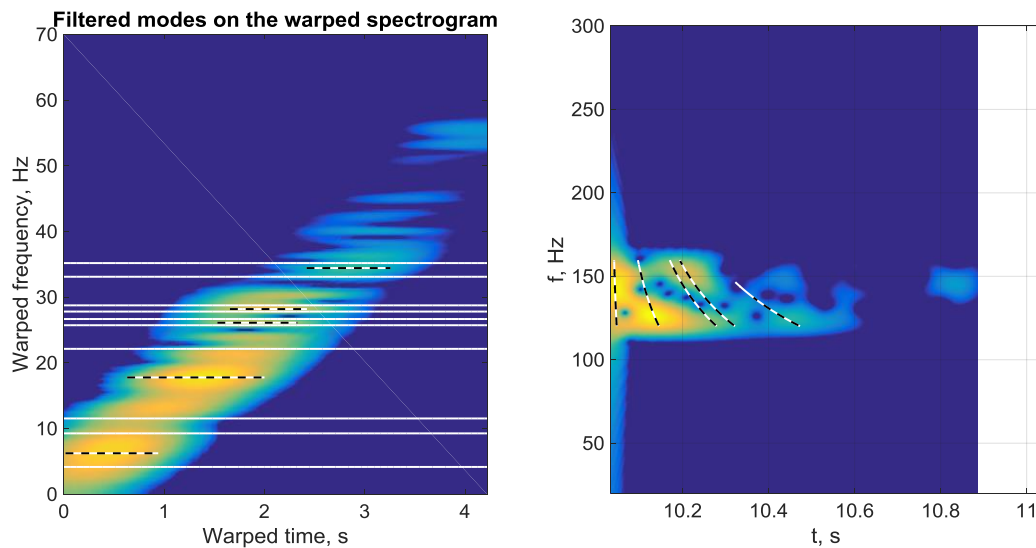 Filtered modes on the warped spectrogram
70
60
50
40
30
20
10
0
Warped frequency, Hz
0 1 2 3 4
Warped time, s
300
250
200
150
100
50
f, Hz
10.2 10.4 10.6 10.8 11
t, s